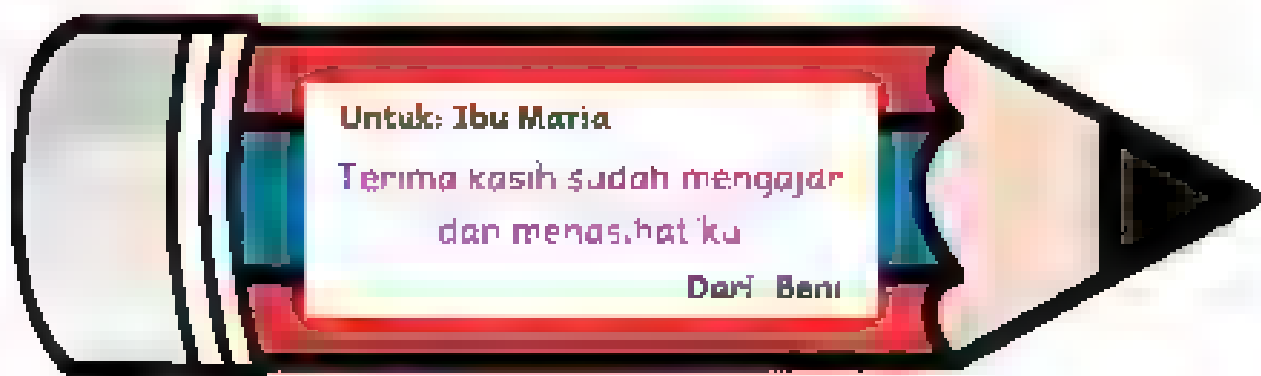 Untuk: Ibu Maria
Terima kasih sudah mengajar
dan menasihatiku
Dari: Beni